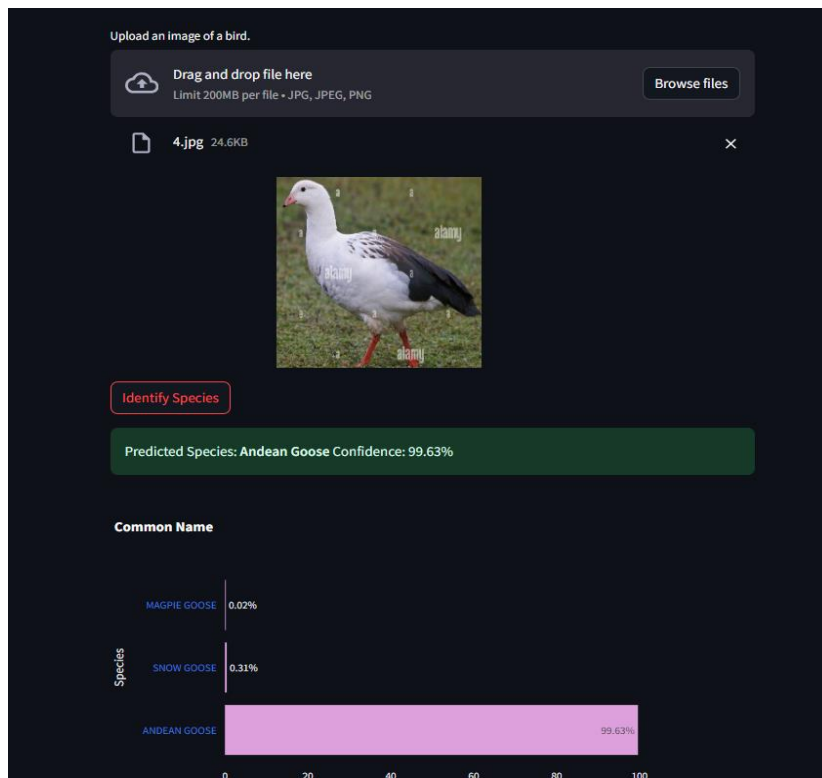 Upload an image of a bird.
Drag and drop file here
Limit 200MB per file • JPG, JPEG, PNG
Browse files
4.jpg 24.6KB
a a
a a alamy
alamy a
a a a
a alamy
Identify Species
Predicted Species: Andean Goose Confidence: 99.63%
Common Name
MAGPIE GOOSE 0.02%
Species
SNOW GOOSE 0.31%
ANDEAN GOOSE 99.63%
0 20 40 60 80 100